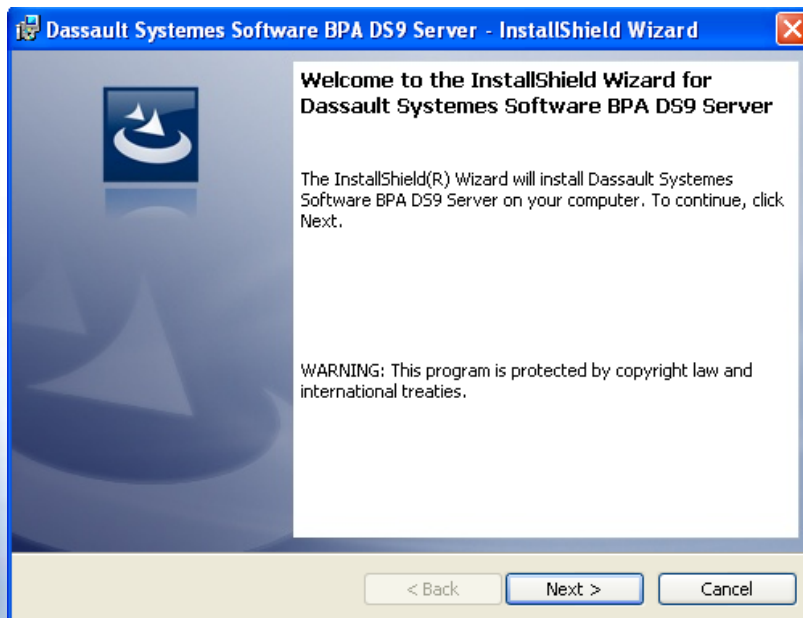 Dassault Systemes Software BPA DS9 Server - InstallShield Wizard
Welcome to the InstallShield Wizard for
Dassault Systemes Software BPA DS9 Server
The InstallShield(R) Wizard will install Dassault Systemes
Software BPA DS9 Server on your computer. To continue, click
Next.
WARNING: This program is protected by copyright law and
international treaties.
< Back
Next >
Cancel